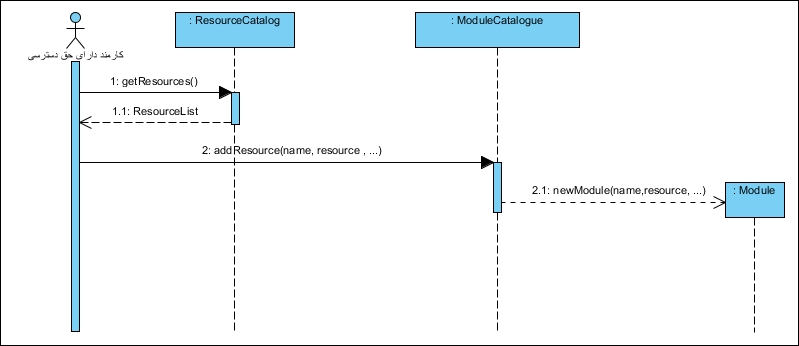 : ResourceCatalog
: ModuleCatalogue
کارمند دارای حق دسترسی
1: getResources()
1.1: ResourceList
2: addResource(name, resource , ...)
2.1: newModule(name,resource, ...)
: Module